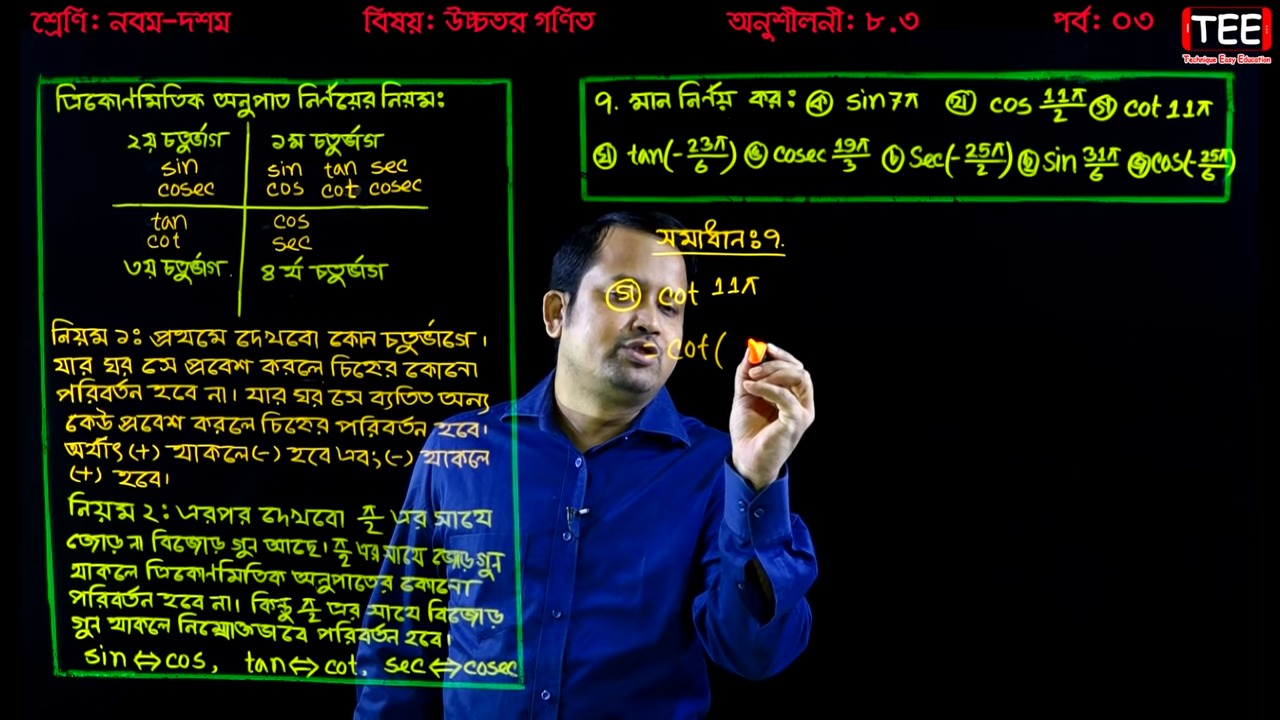 শ্রেণি: নবম-দশম বিষয়: উচ্চতর গণিত অনুশীলনী: ৮.৩ পর্ব: ০৩
TEE
Technique Easy Education
ত্রিকোণমিতিক অনুপাত নির্ণয়ের নিয়ম:
২য় চতুর্ভাগ ১ম চতুর্ভাগ
sin sin tan sec
cosec cos cot cosec
tan cos
cot sec
৩য় চতুর্ভাগ ৪র্থ চতুর্ভাগ
নিয়ম ১: প্রথমে দেখবো কোন চতুর্ভাগে।
যার ঘর সে প্রবেশ করলে চিহ্নের কোনো
পরিবর্তন হবে না। যার ঘর সে ব্যতিত অন্য
কেউ প্রবেশ করলে চিহ্নের পরিবর্তন হবে।
অর্থাৎ (+) থাকলে (-) হবে এবং (-) থাকলে
(+) হবে।
নিয়ম ২: এরপর দেখবো π/2 এর সাথে
জোড় না বিজোড় গুন আছে। π/2 এর সাথে জোড় গুন
থাকলে ত্রিকোণমিতিক অনুপাতের কোনো
পরিবর্তন হবে না। কিন্তু π/2 এর সাথে বিজোড়
গুন থাকলে নিম্নোক্তভাবে পরিবর্তন হবে।
sin⇔cos, tan⇔cot, sec⇔cosec
৭. মান নির্ণয় কর: ক sin 7π খ cos 11π/2 গ cot 11π
ঘ tan(-23π/6) ঙ cosec 19π/3 চ Sec(-25π/2) ছ sin 31π/6 জ cos(-25π/6)
সমাধান: ৭.
গ cot 11π
= cot(